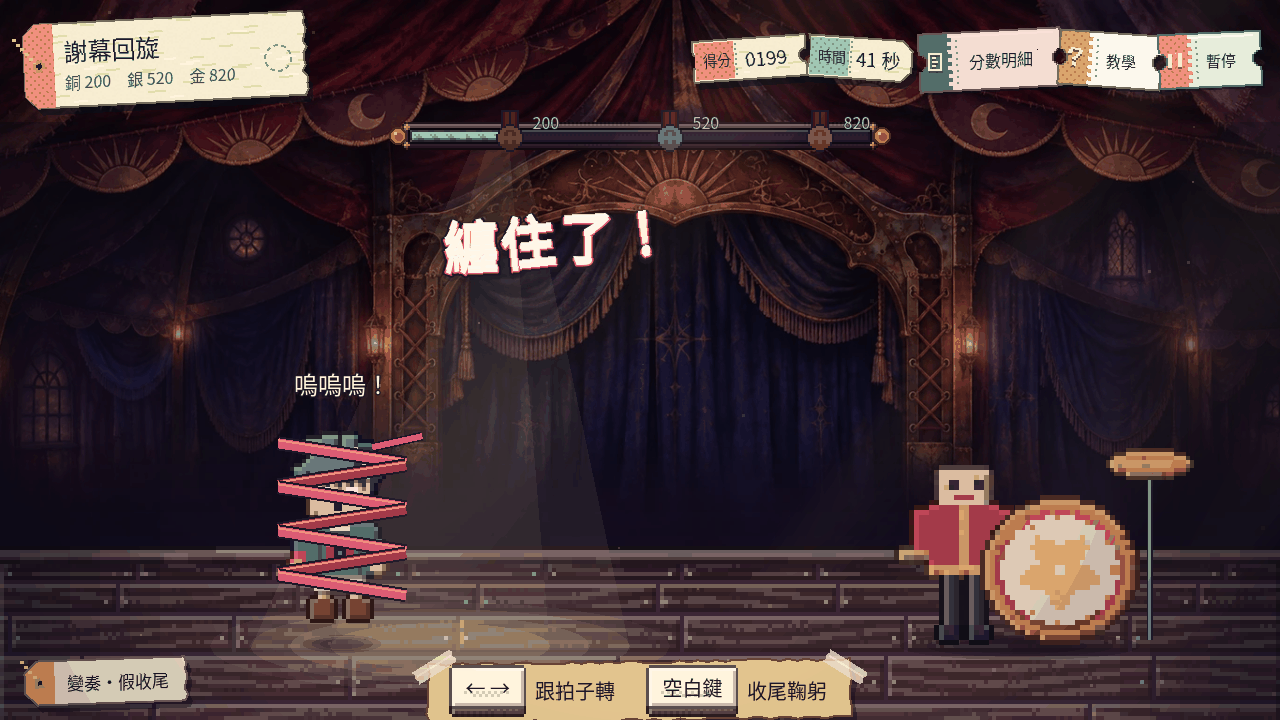 謝幕回旋
銅 200 銀 520 金 820
得分 0199
時間 41 秒
分數明細
? 教學
暫停
200 520 820
纏住了！
嗚嗚嗚！
變奏・假收尾
←→ 跟拍子轉 空白鍵 收尾鞠躬